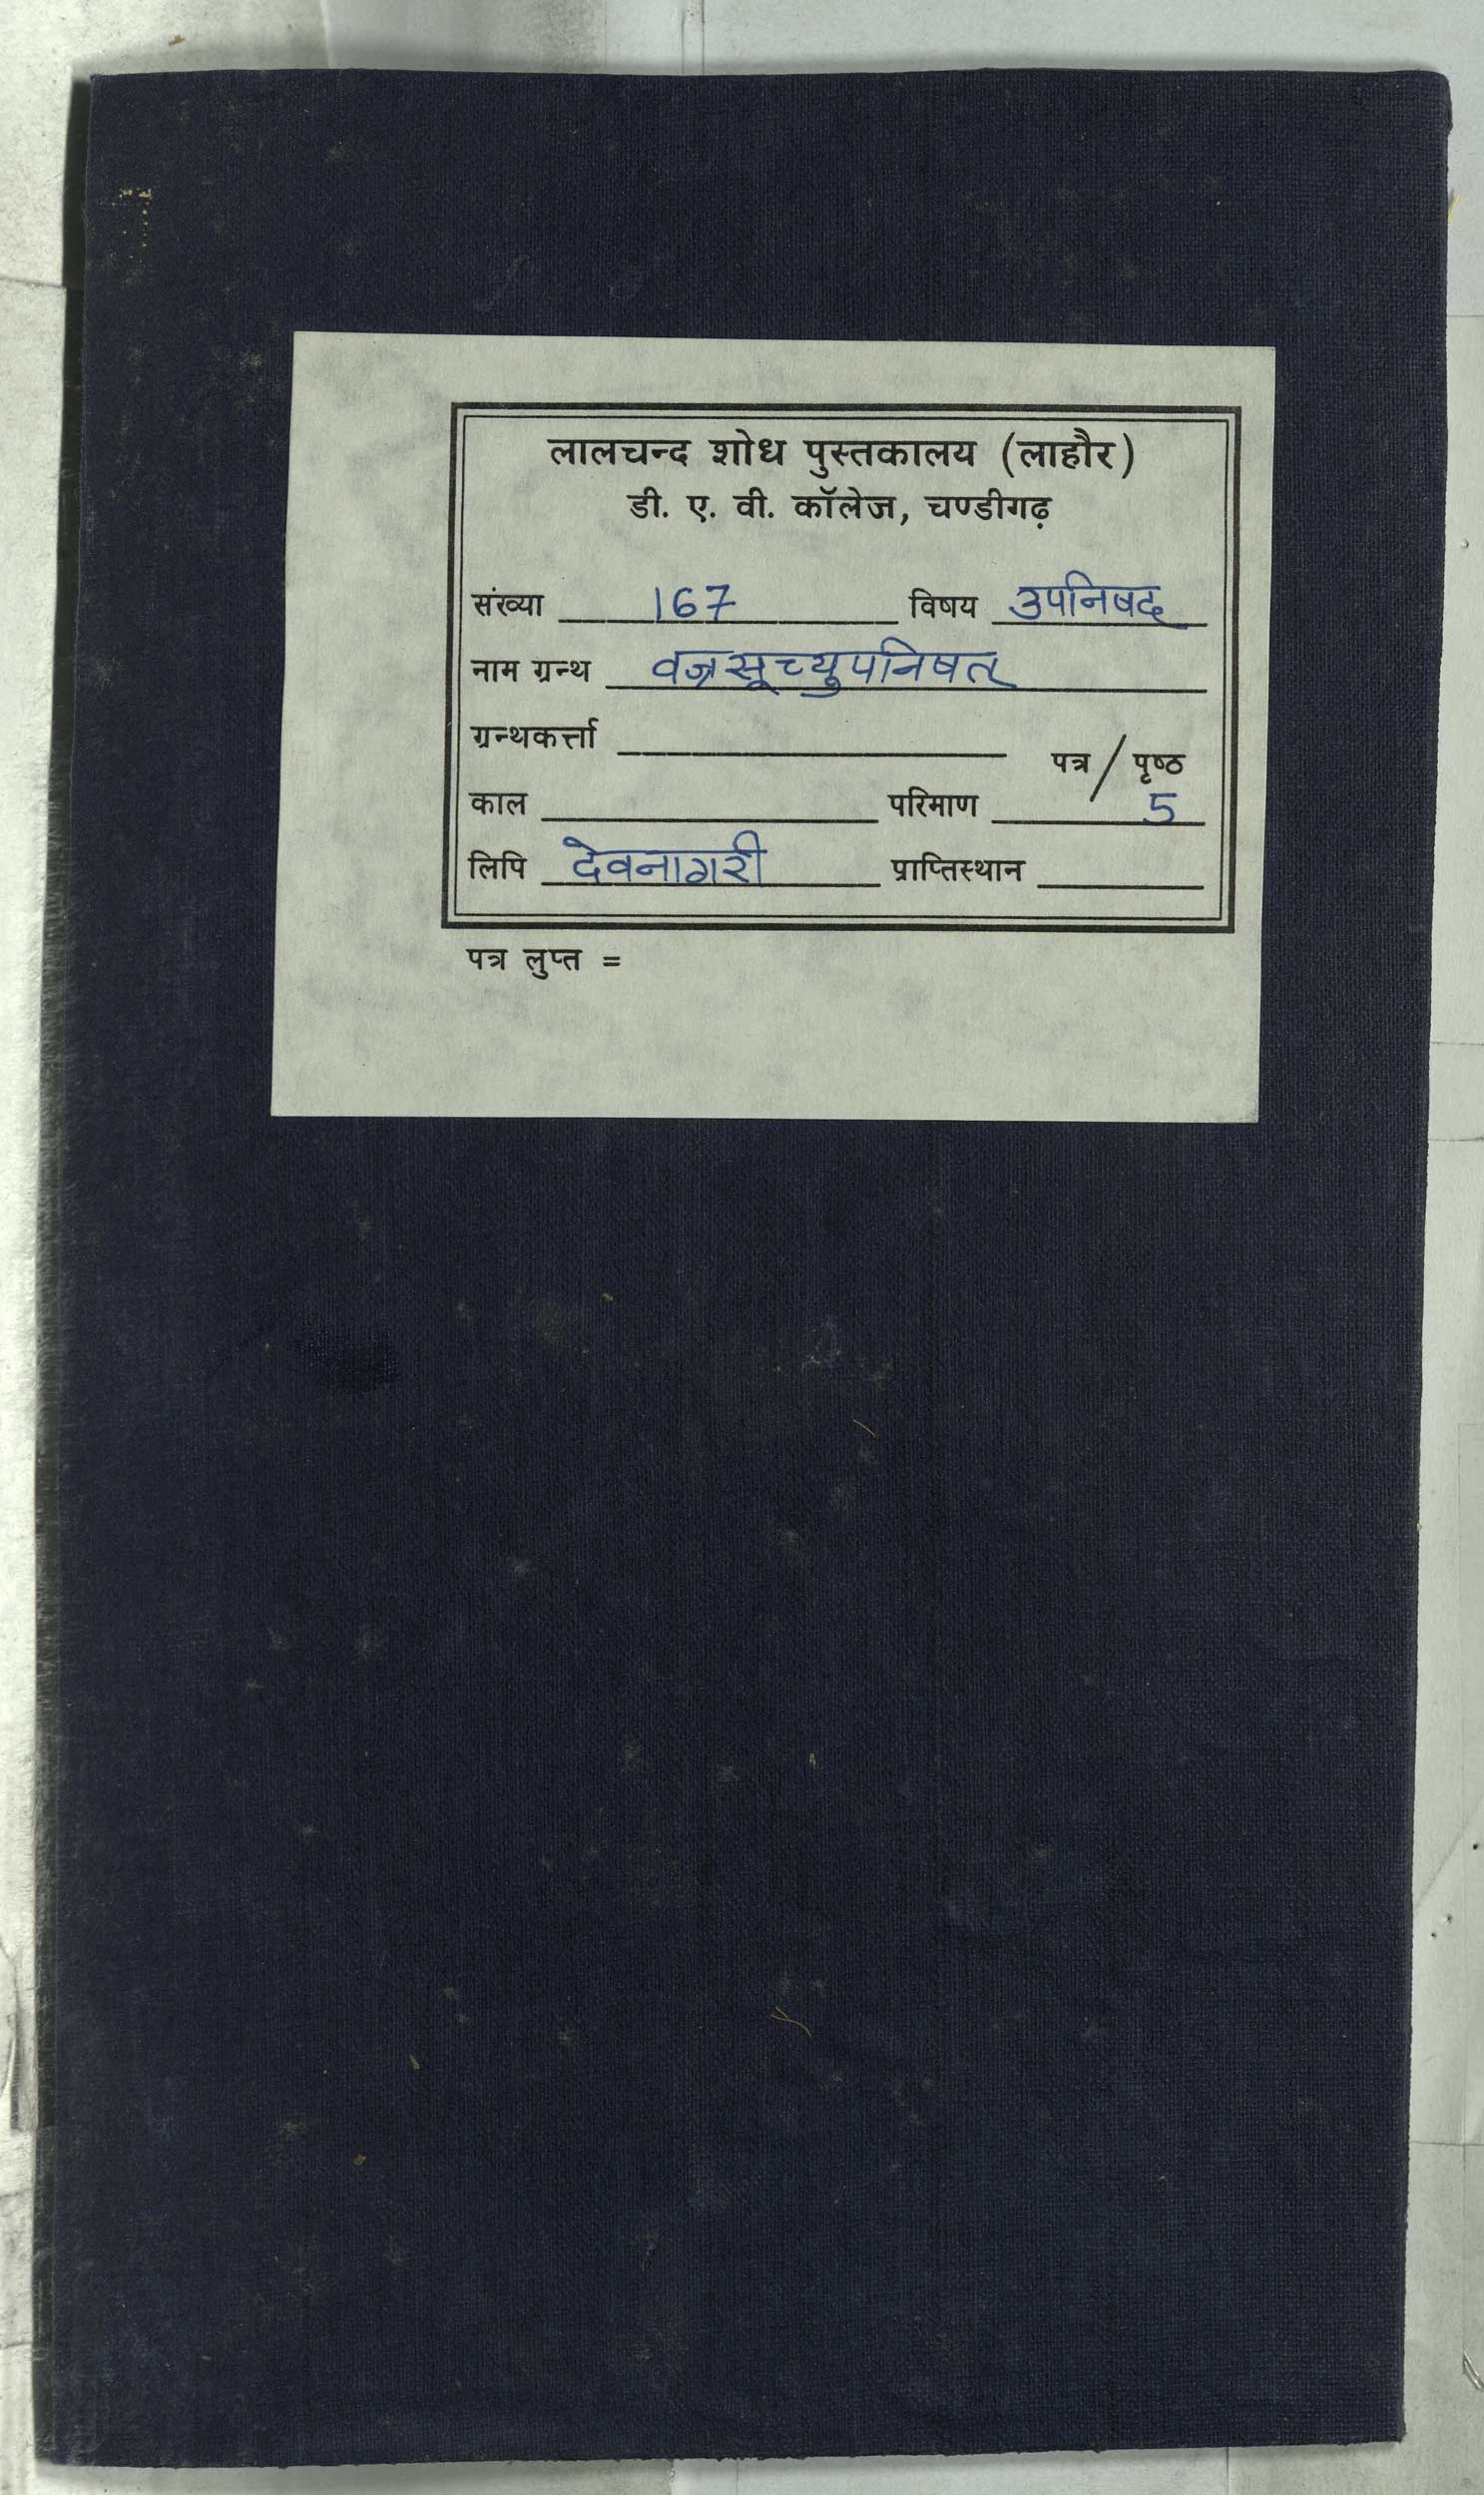 लालचन्द शोध पुस्तकालय (लाहौर)
डी. ए. वी. कॉलेज, चण्डीगढ़
संख्या 167 विषय उपनिषद
नाम ग्रन्थ वज्रसूच्युपनिषत्
ग्रन्थकर्त्ता
पत्र / पृष्ठ
काल परिमाण 5
लिपि देवनागरी प्राप्तिस्थान
पत्र लुप्त =